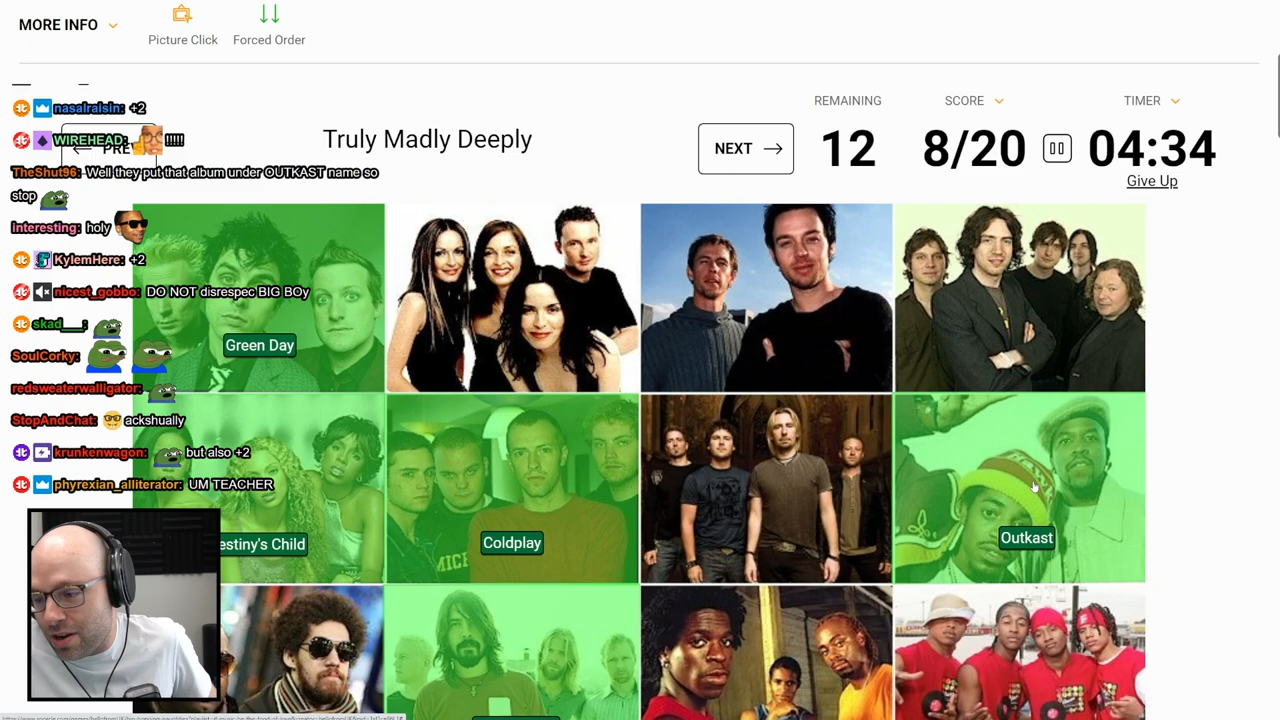 MORE INFO
Picture Click
Forced Order
REMAINING
SCORE
TIMER
PRE
Truly Madly Deeply
NEXT
12
8/20
04:34
Give Up
nasalraisin: +2
WIREHEAD: !!!!!
TheShut96: Well they put that album under OUTKAST name so
stop
Interesting: holy
KylemHere: +2
nicest_gobbo: DO NOT disrespec BIG BOy
skad___:
SoulCorky:
redsweaterwalligator:
StopAndChat: ackshually
krunkenwagon: but also +2
phyrexian_alliterator: UM TEACHER
Green Day
estiny's Child
Coldplay
Outkast